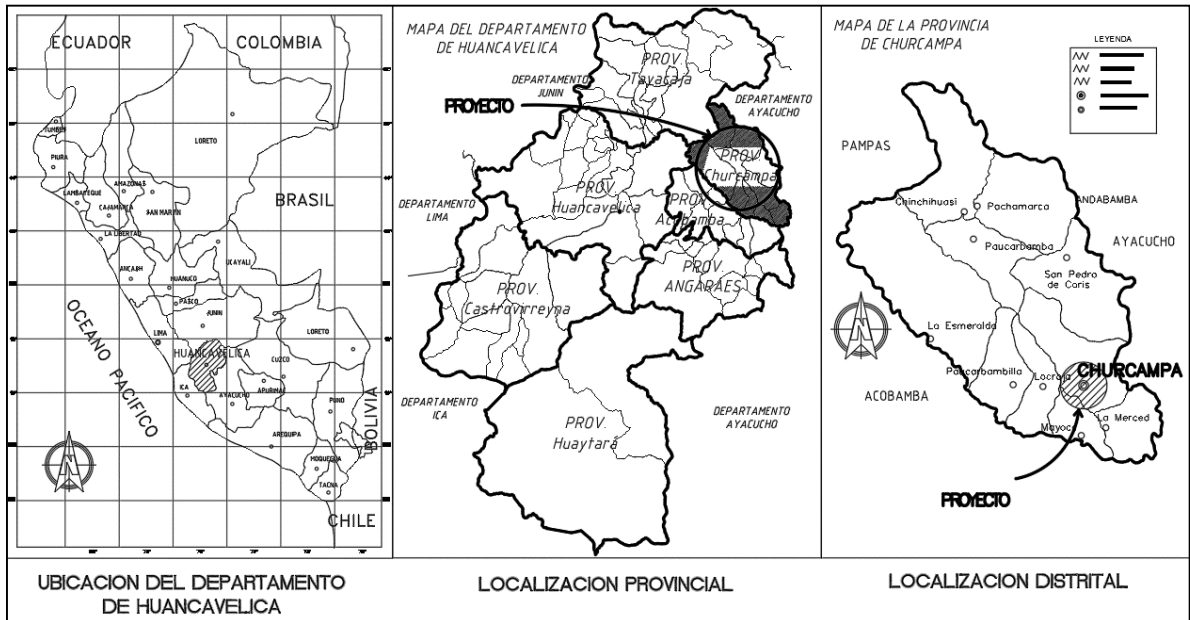 ECUADOR
COLOMBIA
TUMBES
PIURA
LORETO
LAMBAYEQUE
AMAZONAS
CAJAMARCA
SAN MARTIN
BRASIL
LA LIBERTAD
ANCASH
HUANUCO
UCAYALI
PASCO
JUNIN
LIMA
LORETO
HUANCAVELICA
CUZCO
ICA
AYACUCHO
APURIMAC
PUNO
AREQUIPA
MOQUEGUA
TACNA
OCEANO PACIFICO
BOLIVIA
CHILE
N
UBICACION DEL DEPARTAMENTO
DE HUANCAVELICA
MAPA DEL DEPARTAMENTO
DE HUANCAVELICA
PROV.
Tayacaja
DEPARTAMENTO
JUNIN
PROYECTO
DEPARTAMENTO
AYACUCHO
PROV.
Churcampa
PROV.
Huancavelica
PROV.
Acobamba
DEPARTAMENTO
LIMA
PROV.
ANGARAES
PROV.
Castrovirreyna
DEPARTAMENTO
ICA
PROV.
Huaytará
DEPARTAMENTO
AYACUCHO
LOCALIZACION PROVINCIAL
MAPA DE LA PROVINCIA
DE CHURCAMPA
LEYENDA
PAMPAS
Chinchihuasi
Pachamarca
ANDABAMBA
Paucarbamba
AYACUCHO
San Pedro
de Coris
La Esmeralda
Paucarbambilla
Locroja
CHURCAMPA
ACOBAMBA
Mayocc
La Merced
PROYECTO
N
LOCALIZACION DISTRITAL